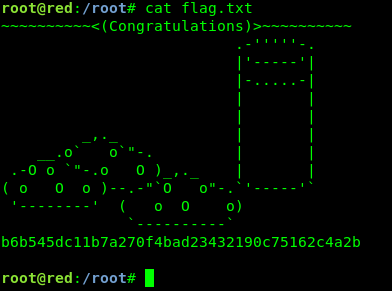 root@red:/root# cat flag.txt
~~~~~~~~~~<(Congratulations)>~~~~~~~~~~
                          .-'''''-.
                          |'-----'|
                          |-.....-|
                          |       |
                          |       |
         _,._             |       |
    __.o`   o`"-.         |       |
 .-O o `"-.o   O )_,._    |       |
( o   O  o )--.-"`O   o"-.`'-----'`
 '--------'  (   o  O    o)
              `----------`
b6b545dc11b7a270f4bad23432190c75162c4a2b
root@red:/root#